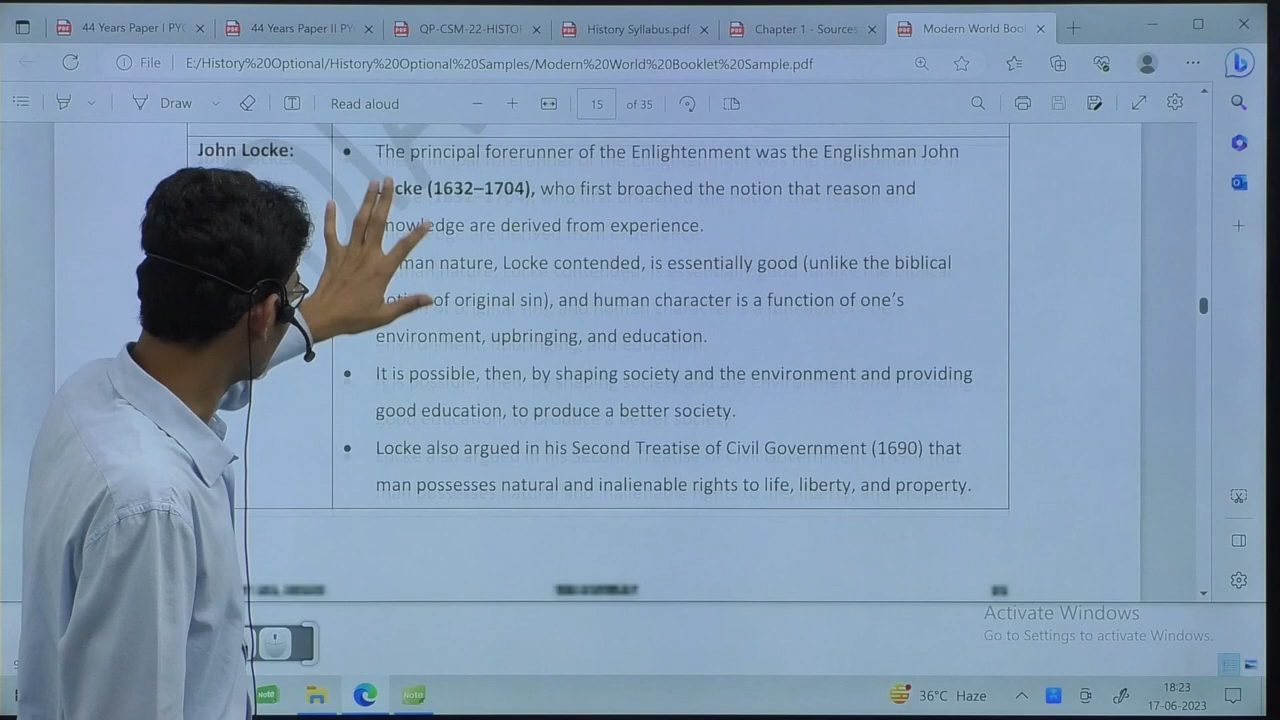 44 Years Paper I PYQ
44 Years Paper II PY
QP-CSM-22-HISTO
History Syllabus.pdf
Chapter 1 - Sources
Modern World Boo
File
E:/History%20Optional/History%20Optional%20Samples/Modern%20World%20Booklet%20Sample.pdf
Draw
Read aloud
15 of 35
John Locke:
The principal forerunner of the Enlightenment was the Englishman John
cke (1632–1704), who first broached the notion that reason and
nowledge are derived from experience.
man nature, Locke contended, is essentially good (unlike the biblical
of original sin), and human character is a function of one's
environment, upbringing, and education.
It is possible, then, by shaping society and the environment and providing
good education, to produce a better society.
Locke also argued in his Second Treatise of Civil Government (1690) that
man possesses natural and inalienable rights to life, liberty, and property.
Activate Windows
Go to Settings to activate Windows.
Note
Note
36°C Haze
18:23
17-06-2023